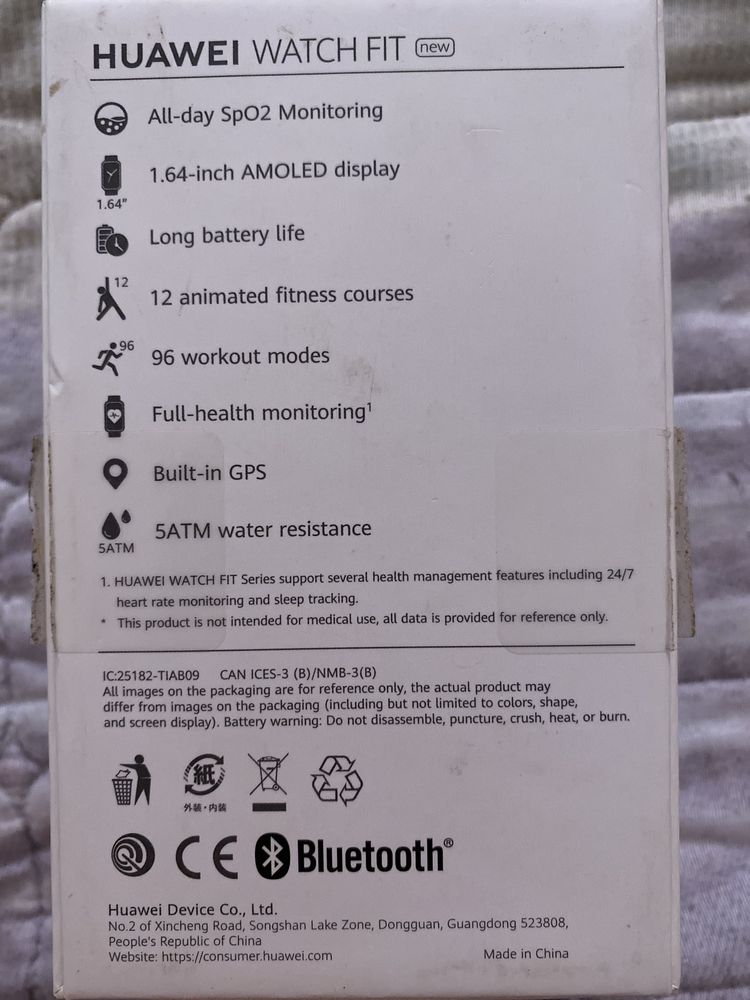 HUAWEI WATCH FIT new
All-day SpO2 Monitoring
1.64-inch AMOLED display
1.64"
Long battery life
12
12 animated fitness courses
96
96 workout modes
Full-health monitoring¹
Built-in GPS
5ATM water resistance
5ATM
1. HUAWEI WATCH FIT Series support several health management features including 24/7
heart rate monitoring and sleep tracking.
* This product is not intended for medical use, all data is provided for reference only.
IC:25182-TIAB09 CAN ICES-3 (B)/NMB-3(B)
All images on the packaging are for reference only, the actual product may
differ from images on the packaging (including but not limited to colors, shape,
and screen display). Battery warning: Do not disassemble, puncture, crush, heat, or burn.
紙
外装・内装
CE Bluetooth®
Huawei Device Co., Ltd.
No.2 of Xincheng Road, Songshan Lake Zone, Dongguan, Guangdong 523808,
People's Republic of China
Website: https://consumer.huawei.com Made in China